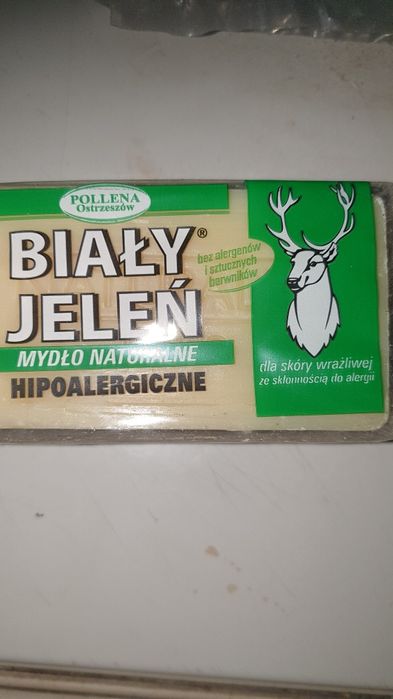 POLLENA
Ostrzeszów
BIAŁY®
JELEŃ
bez alergenów
i sztucznych
barwników
MYDŁO NATURALNE
HIPOALERGICZNE
dla skóry wrażliwej
ze skłonnością do alergii